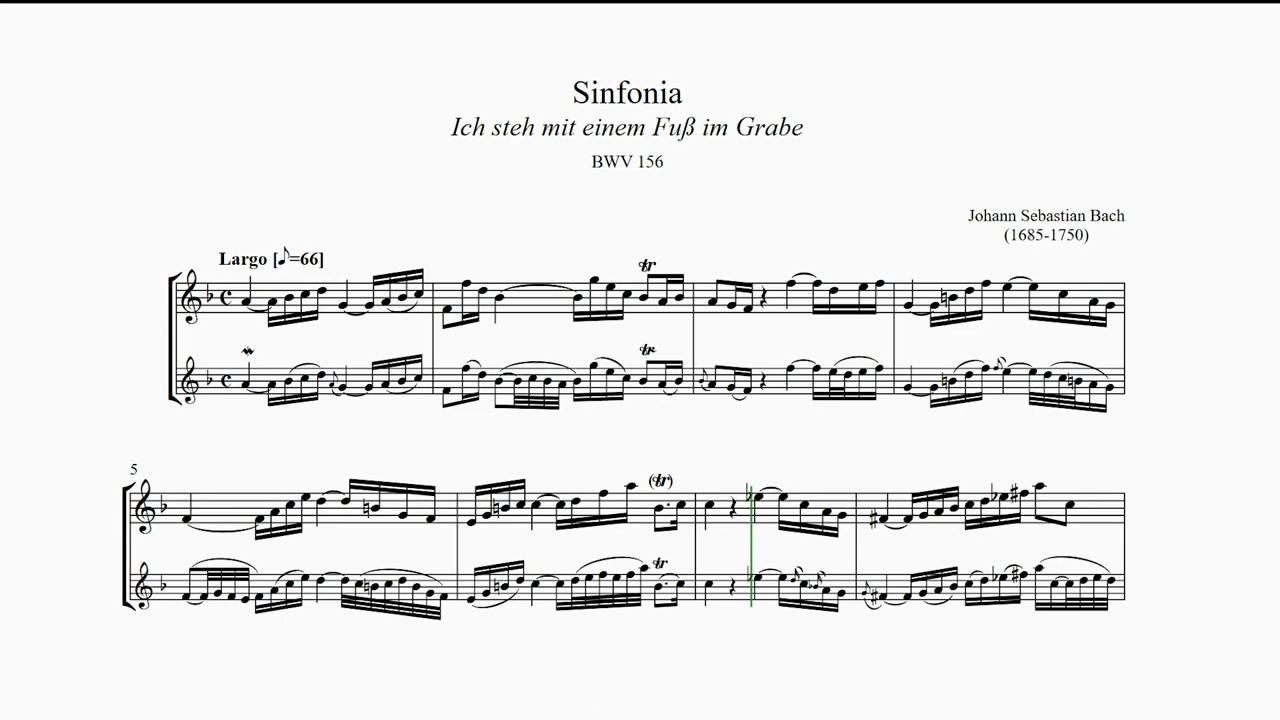 Sinfonia
Ich steh mit einem Fuß im Grabe
BWV 156
Johann Sebastian Bach
(1685-1750)
Largo [♪=66]
tr
tr
5
(tr)
tr